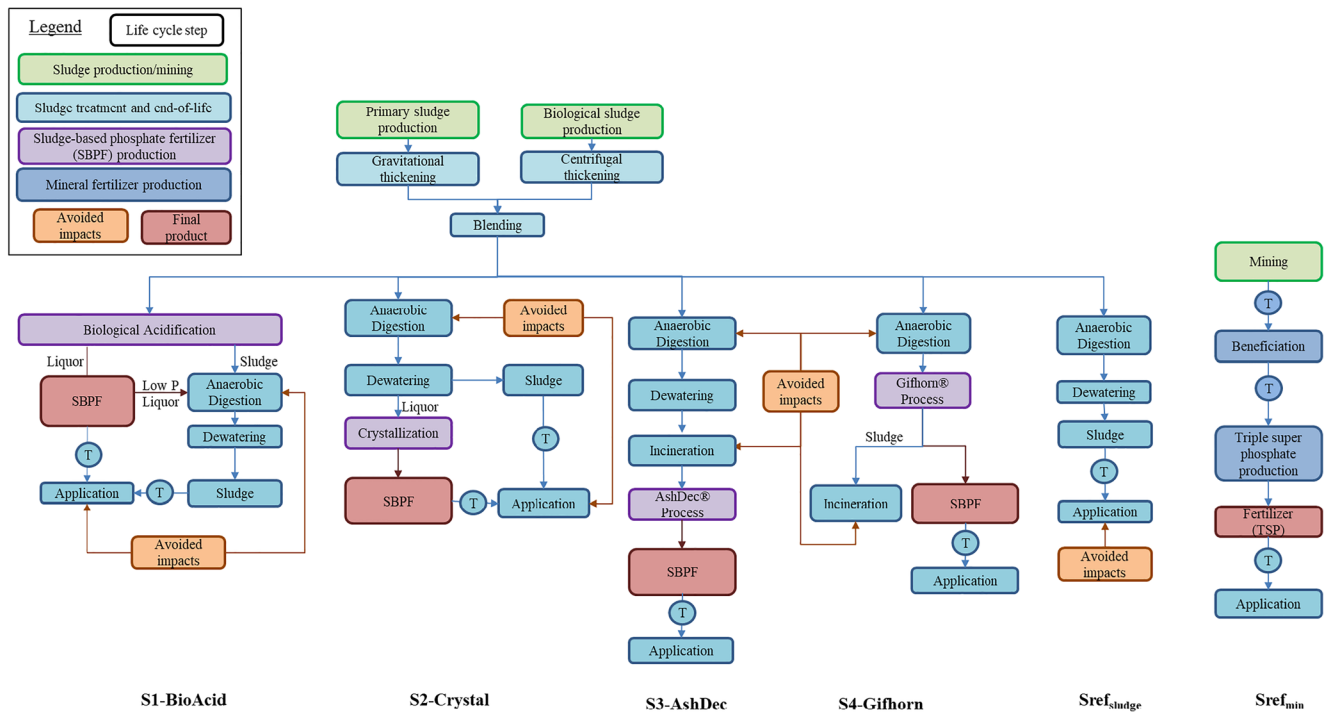 Legend
Life cycle step
Sludge production/mining
Sludge treatment and end-of-life
Sludge-based phosphate fertilizer
(SBPF) production
Mineral fertilizer production
Avoided
impacts
Final
product
Primary sludge
production
Biological sludge
production
Gravitational
thickening
Centrifugal
thickening
Blending
Biological Acidification
Liquor
Sludge
SBPF
Low P
Liquor
Anaerobic
Digestion
Dewatering
T
Application
T
Sludge
Avoided
impacts
S1-BioAcid
Anaerobic
Digestion
Avoided
impacts
Dewatering
Sludge
Liquor
Crystallization
T
SBPF
T
Application
S2-Crystal
Anaerobic
Digestion
Dewatering
Avoided
impacts
Incineration
AshDec®
Process
SBPF
T
Application
S3-AshDec
Anaerobic
Digestion
Gifhorn®
Process
Sludge
Incineration
SBPF
T
Application
S4-Gifhorn
Anaerobic
Digestion
Dewatering
Sludge
T
Application
Avoided
impacts
Sref sludge
Mining
T
Beneficiation
T
Triple super
phosphate
production
Fertilizer
(TSP)
T
Application
Sref min